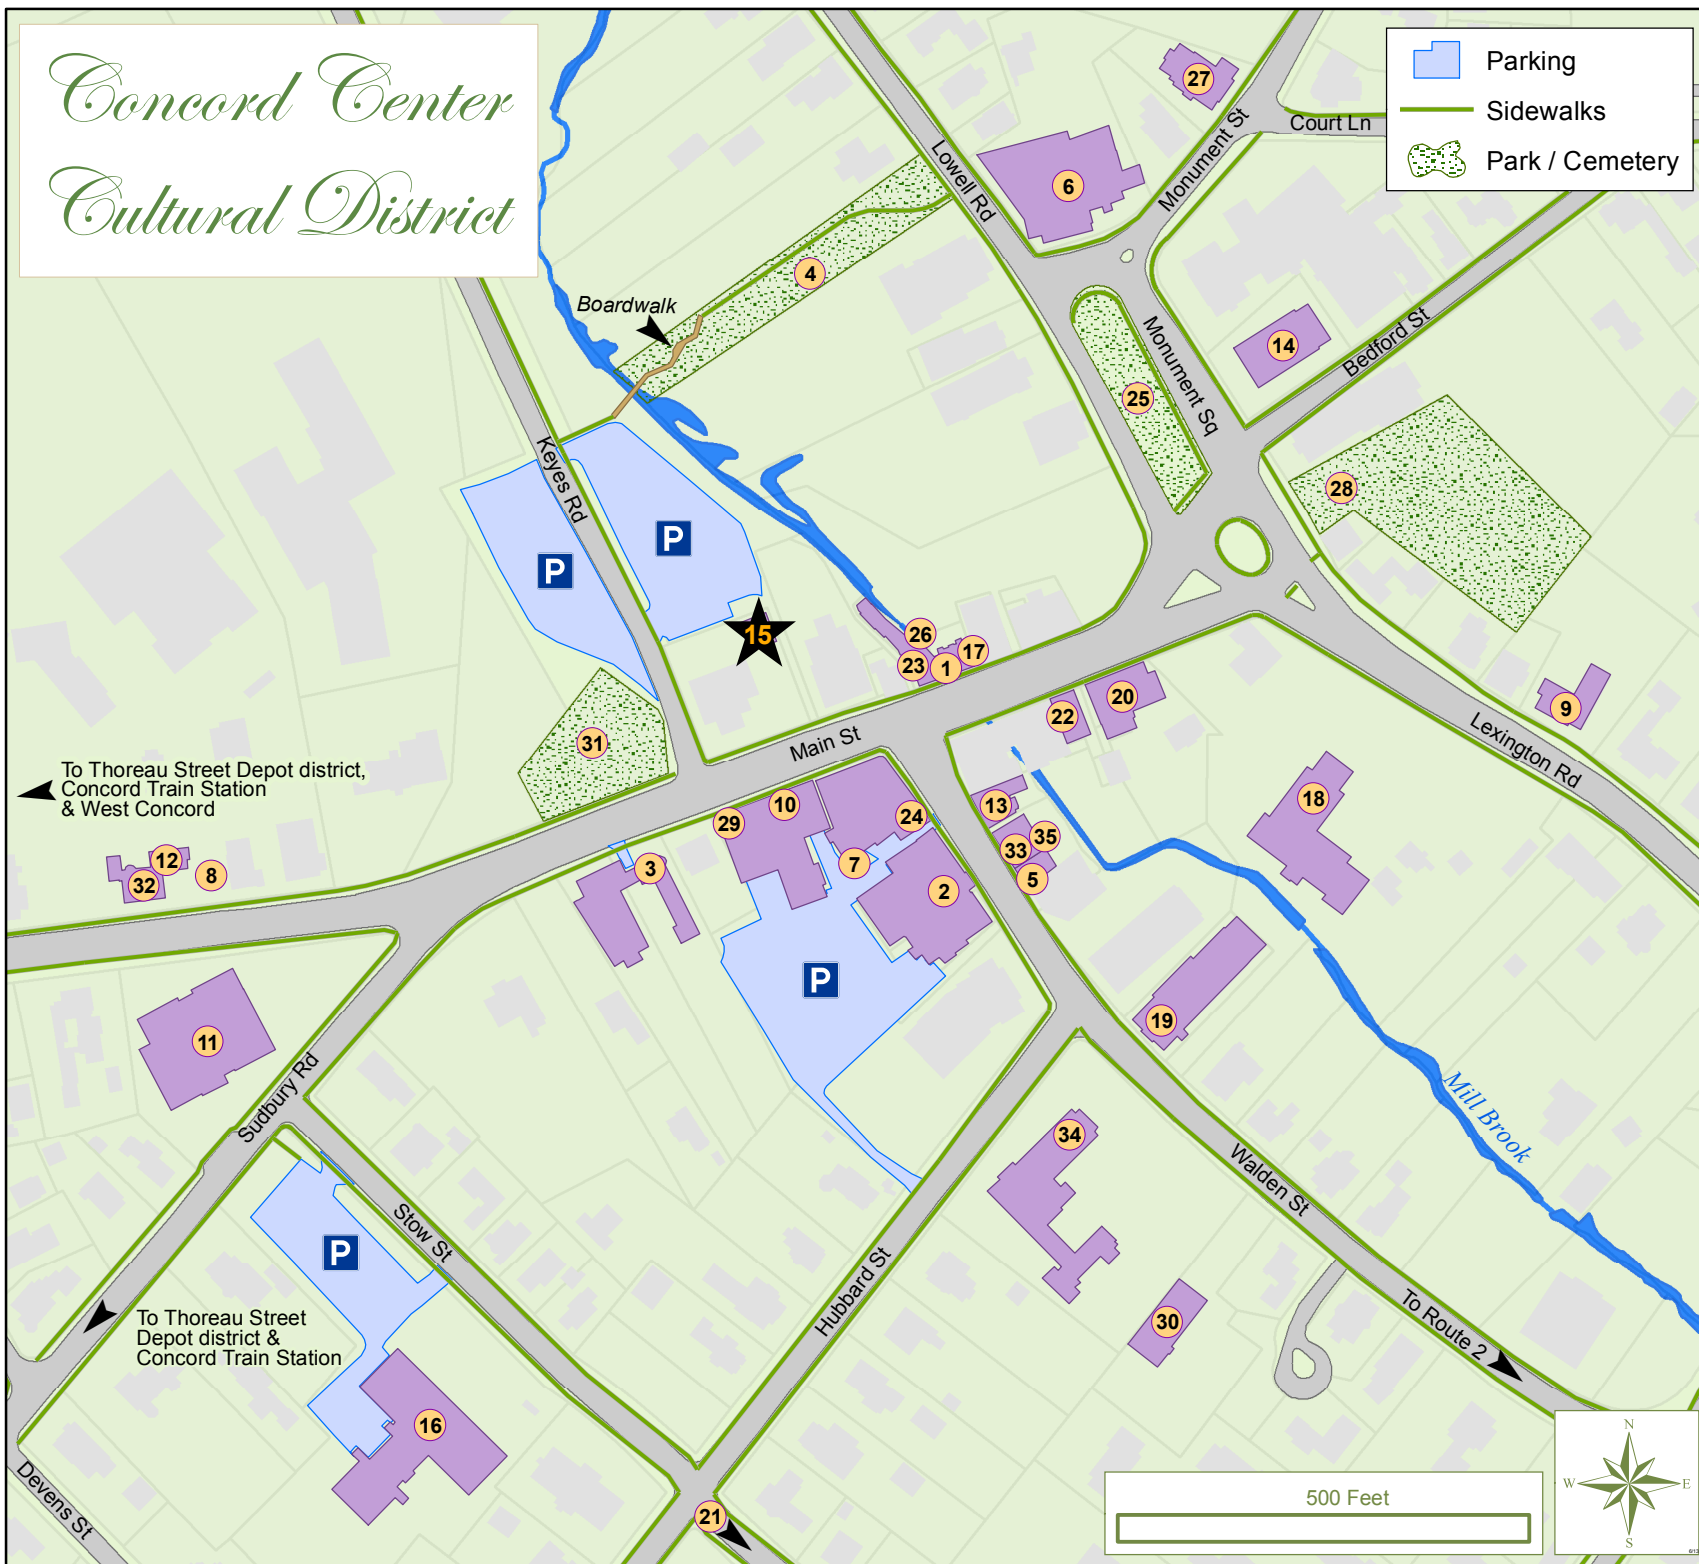 Concord Center
Cultural District
Parking
Sidewalks
Park / Cemetery
27
Court Ln
Monument St
Lowell Rd
6
4
Boardwalk
Monument Sq
14
Bedford St
25
Keyes Rd
28
P
P
15
26
17
23
1
20
22
9
Main St
31
Lexington Rd
To Thoreau Street Depot district,
Concord Train Station
& West Concord
18
10
13
29
24
35
33
12
7
3
8
32
5
2
P
11
19
Sudbury Rd
Mill Brook
34
Walden St
Stow St
P
Hubbard St
To Thoreau Street
Depot district &
Concord Train Station
30
To Route 2
16
Devens St
21
500 Feet
N
W
E
S